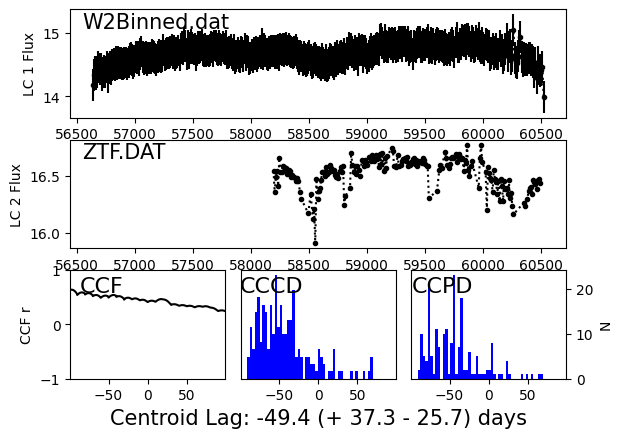 W2Binned.dat
LC 1 Flux
15
14
56500 57000 57500 58000 58500 59000 59500 60000 60500
ZTF.DAT
LC 2 Flux
16.5
16.0
56500 57000 57500 58000 58500 59000 59500 60000 60500
CCF
CCF r
1
0
−1
−50 0 50
CCCD
−50 0 50
CCPD
−50 0 50
20
10
0
N
Centroid Lag: -49.4 (+ 37.3 - 25.7) days